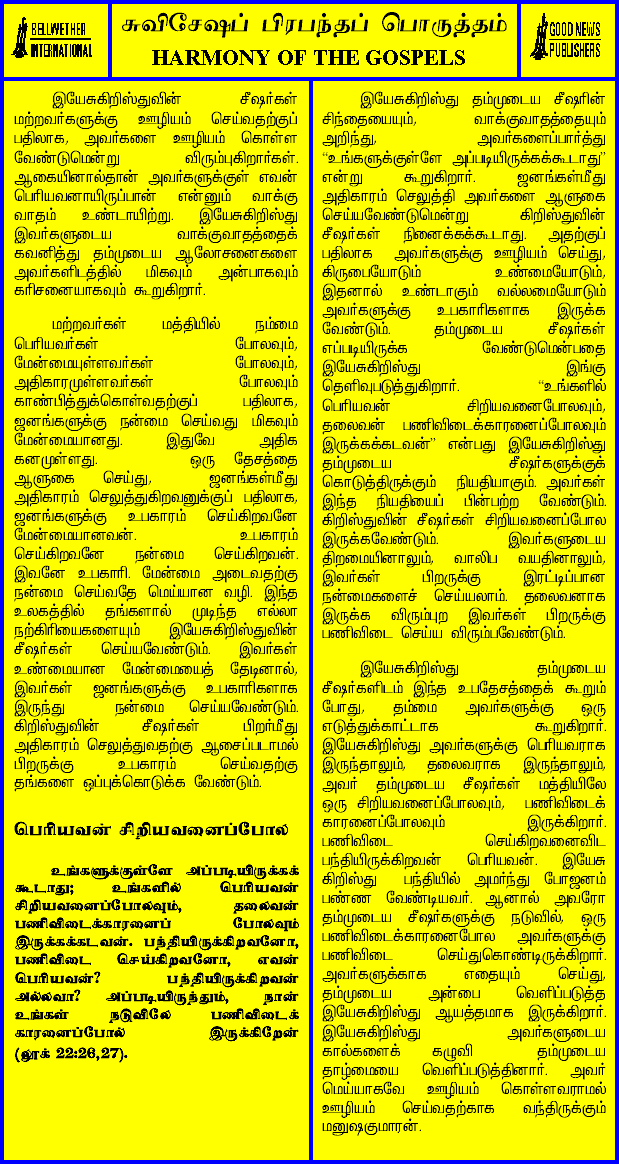 BELLWETHER
INTERNATIONAL
சுவிசேஷப் பிரபந்தப் பொருத்தம்
HARMONY OF THE GOSPELS
GOOD NEWS
PUBLISHERS
இயேசுகிறிஸ்துவின் சீஷர்கள்
மற்றவர்களுக்கு ஊழியம் செய்வதற்குப்
பதிலாக, அவர்களை ஊழியம் கொள்ள
வேண்டுமென்று விரும்புகிறார்கள்.
ஆகையினால்தான் அவர்களுக்குள் எவன்
பெரியவனாயிருப்பான் என்னும் வாக்கு
வாதம் உண்டாயிற்று. இயேசுகிறிஸ்து
இவர்களுடைய வாக்குவாதத்தைக்
கவனித்து தம்முடைய ஆலோசனைகளை
அவர்களிடத்தில் மிகவும் அன்பாகவும்
கரிசனையாகவும் கூறுகிறார்.
மற்றவர்கள் மத்தியில் நம்மை
பெரியவர்கள் போலவும்,
மேன்மையுள்ளவர்கள் போலவும்,
அதிகாரமுள்ளவர்கள் போலவும்
காண்பித்துக்கொள்வதற்குப் பதிலாக,
ஜனங்களுக்கு நன்மை செய்வது மிகவும்
மேன்மையானது. இதுவே அதிக
கனமுள்ளது. ஒரு தேசத்தை
ஆளுகை செய்து, ஜனங்கள்மீது
அதிகாரம் செலுத்துகிறவனுக்குப் பதிலாக,
ஜனங்களுக்கு உபகாரம் செய்கிறவனே
மேன்மையானவன். உபகாரம்
செய்கிறவனே நன்மை செய்கிறவன்.
இவனே உபகாரி. மேன்மை அடைவதற்கு
நன்மை செய்வதே மெய்யான வழி. இந்த
உலகத்தில் தங்களால் முடிந்த எல்லா
நற்கிரியைகளையும் இயேசுகிறிஸ்துவின்
சீஷர்கள் செய்யவேண்டும். இவர்கள்
உண்மையான மேன்மையைத் தேடினால்,
இவர்கள் ஜனங்களுக்கு உபகாரிகளாக
இருந்து நன்மை செய்யவேண்டும்.
கிறிஸ்துவின் சீஷர்கள் பிறர்மீது
அதிகாரம் செலுத்துவதற்கு ஆசைப்படாமல்
பிறருக்கு உபகாரம் செய்வதற்கு
தங்களை ஒப்புக்கொடுக்க வேண்டும்.
பெரியவன் சிறியவனைப்போல
உங்களுக்குள்ளே அப்படியிருக்கக்
கூடாது; உங்களில் பெரியவன்
சிறியவனைப்போலவும், தலைவன்
பணிவிடைக்காரனைப் போலவும்
இருக்கக்கடவன். பந்தியிருக்கிறவனோ,
பணிவிடை செய்கிறவனோ, எவன்
பெரியவன்? பந்தியிருக்கிறவன்
அல்லவா? அப்படியிருந்தும், நான்
உங்கள் நடுவிலே பணிவிடைக்
காரனைப்போல் இருக்கிறேன்
(லூக் 22:26,27).
இயேசுகிறிஸ்து தம்முடைய சீஷரின்
சிந்தையையும், வாக்குவாதத்தையும்
அறிந்து, அவர்களைப்பார்த்து
“உங்களுக்குள்ளே அப்படியிருக்கக்கூடாது”
என்று கூறுகிறார். ஜனங்கள்மீது
அதிகாரம் செலுத்தி அவர்களை ஆளுகை
செய்யவேண்டுமென்று கிறிஸ்துவின்
சீஷர்கள் நினைக்கக்கூடாது. அதற்குப்
பதிலாக அவர்களுக்கு ஊழியம் செய்து,
கிருபையோடும் உண்மையோடும்,
இதனால் உண்டாகும் வல்லமையோடும்
அவர்களுக்கு உபகாரிகளாக இருக்க
வேண்டும். தம்முடைய சீஷர்கள்
எப்படியிருக்க வேண்டுமென்பதை
இயேசுகிறிஸ்து இங்கு
தெளிவுபடுத்துகிறார். “உங்களில்
பெரியவன் சிறியவனைபோலவும்,
தலைவன் பணிவிடைக்காரனைப்போலவும்
இருக்கக்கடவன்” என்பது இயேசுகிறிஸ்து
தம்முடைய சீஷர்களுக்குக்
கொடுத்திருக்கும் நியதியாகும். அவர்கள்
இந்த நியதியைப் பின்பற்ற வேண்டும்.
கிறிஸ்துவின் சீஷர்கள் சிறியவனைப்போல
இருக்கவேண்டும். இவர்களுடைய
திறமையினாலும், வாலிப வயதினாலும்,
இவர்கள் பிறருக்கு இரட்டிப்பான
நன்மைகளைச் செய்யலாம். தலைவனாக
இருக்க விரும்புற இவர்கள் பிறருக்கு
பணிவிடை செய்ய விரும்பவேண்டும்.
இயேசுகிறிஸ்து தம்முடைய
சீஷர்களிடம் இந்த உபதேசத்தைக் கூறும்
போது, தம்மை அவர்களுக்கு ஒரு
எடுத்துக்காட்டாக கூறுகிறார்.
இயேசுகிறிஸ்து அவர்களுக்கு பெரியவராக
இருந்தாலும், தலைவராக இருந்தாலும்,
அவர் தம்முடைய சீஷர்கள் மத்தியிலே
ஒரு சிறியவனைப்போலவும், பணிவிடைக்
காரனைப்போலவும் இருக்கிறார்.
பணிவிடை செய்கிறவனைவிட
பந்தியிருக்கிறவன் பெரியவன். இயேசு
கிறிஸ்து பந்தியில் அமர்ந்து போஜனம்
பண்ண வேண்டியவர். ஆனால் அவரோ
தம்முடைய சீஷர்களுக்கு நடுவில், ஒரு
பணிவிடைக்காரனைபோல அவர்களுக்கு
பணிவிடை செய்துகொண்டிருக்கிறார்.
அவர்களுக்காக எதையும் செய்து,
தம்முடைய அன்பை வெளிப்படுத்த
இயேசுகிறிஸ்து ஆயத்தமாக இருக்கிறார்.
இயேசுகிறிஸ்து அவர்களுடைய
கால்களைக் கழுவி தம்முடைய
தாழ்மையை வெளிப்படுத்தினார். அவர்
மெய்யாகவே ஊழியம் கொள்ளவராமல்
ஊழியம் செய்வதற்காக வந்திருக்கும்
மனுஷகுமாரன்.